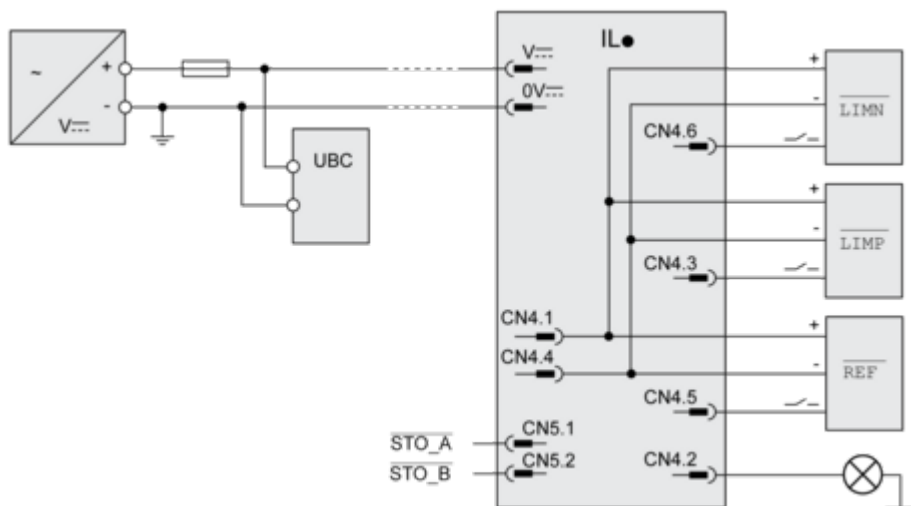 IL●
V⎓
0V⎓
+
-
~
V⎓
UBC
+
-
LIMN
CN4.6
+
-
LIMP
CN4.3
CN4.1
CN4.4
+
-
REF
CN4.5
STO_A
CN5.1
STO_B
CN5.2
CN4.2